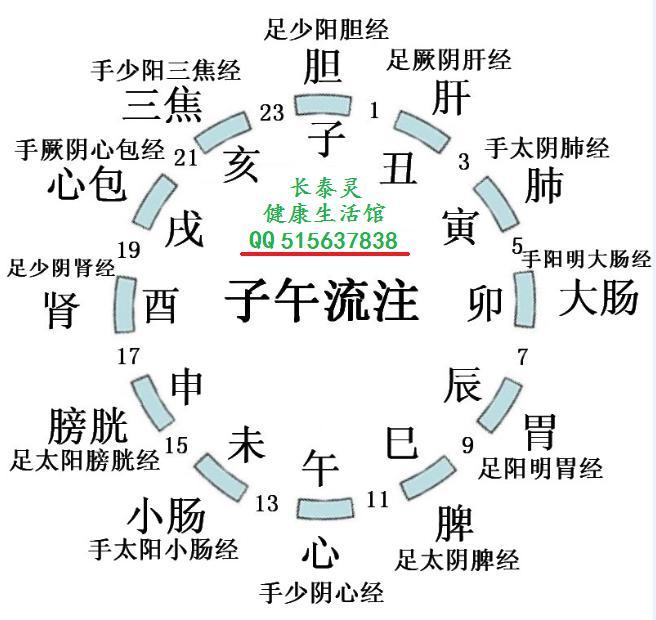 足少阳胆经
胆
子
1
足厥阴肝经
肝
丑
3
手太阴肺经
肺
寅
5
手阳明大肠经
大肠
卯
7
辰
胃
足阳明胃经
9
巳
脾
足太阴脾经
11
午
心
手少阴心经
13
未
小肠
手太阳小肠经
15
申
膀胱
足太阳膀胱经
17
足少阴肾经
肾
酉
19
手厥阴心包经
心包
戌
21
手少阳三焦经
三焦
亥
23
长泰灵
健康生活馆
QQ 515637838
子午流注